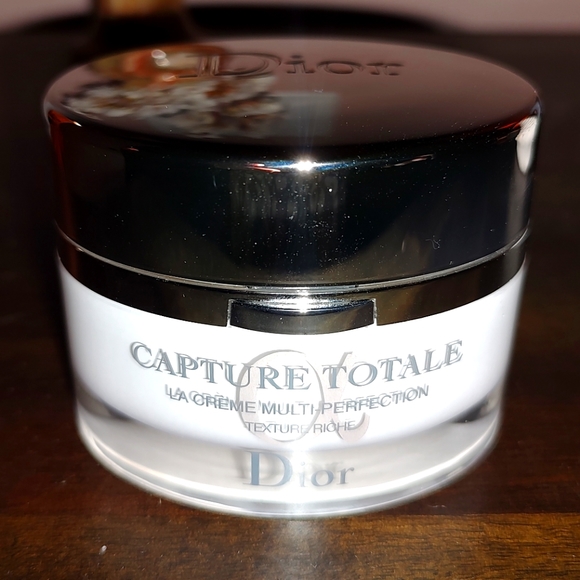 Dior
CAPTURE TOTALE
LA CRÈME MULTI-PERFECTION
TEXTURE RICHE
Dior